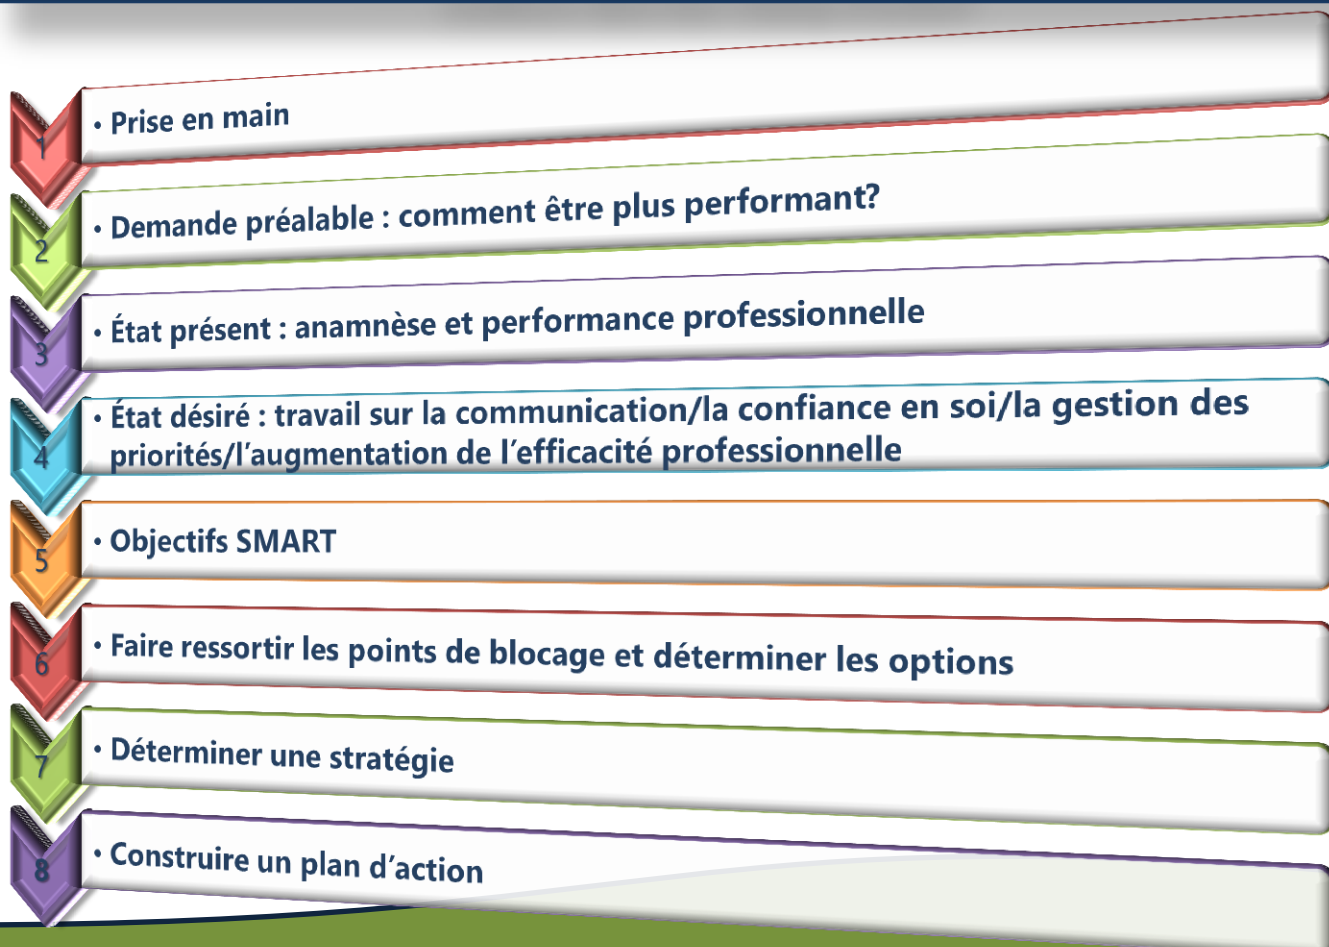 1
• Prise en main
2
• Demande préalable : comment être plus performant?
3
• État présent : anamnèse et performance professionnelle
4
• État désiré : travail sur la communication/la confiance en soi/la gestion des
priorités/l’augmentation de l’efficacité professionnelle
5
• Objectifs SMART
6
• Faire ressortir les points de blocage et déterminer les options
7
• Déterminer une stratégie
8
• Construire un plan d’action